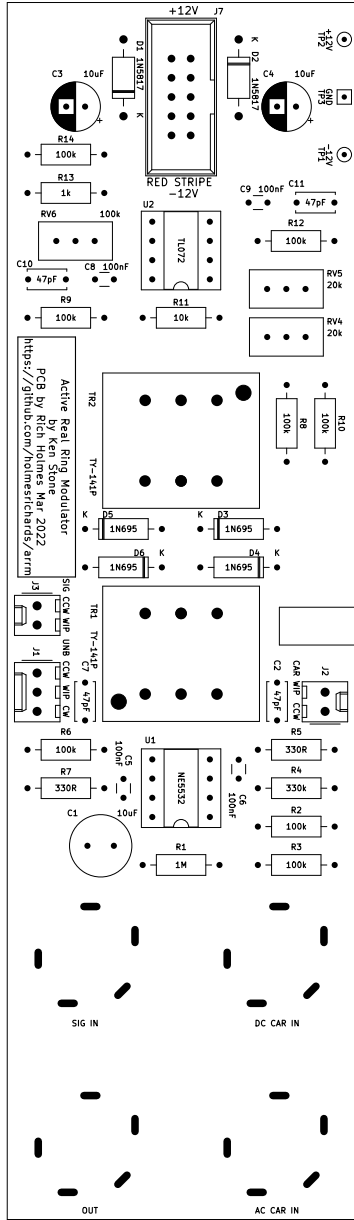 +12V J7
D1
1N5817
K
K
K
D2
1N5817
+12V
TP2
GND
TP3
-12V
TP1
C3 10uF
+
C4 10uF
+
R14
100k
R13
1k
RED STRIPE
-12V
C9 100nF
C11
47pF
RV6 100k
U2
TL072
R12
100k
C10
47pF
C8 100nF
RV5
20k
R9
100k
R11
10k
RV4
20k
Active Real Ring Modulator
by Ken Stone
PCB by Rich Holmes Mar 2022
https://github.com/holmesrichards/arrm
TR2
TY-141P
R8
100k
R10
100k
K D5
1N695
K D3
1N695
D6 K
1N695
D4 K
1N695
J3
SIG CCW WIP UNB
TR1
TY-141P
J1
CCW WIP CW
C7
47pF
C2
47pF
CAR WIP CCW
J2
R6
100k
R7
330R
C5
100nF
U1
NE5532
C6
100nF
R5
330R
R4
330k
C1 10uF
R2
100k
R1
1M
R3
100k
SIG IN
DC CAR IN
OUT
AC CAR IN